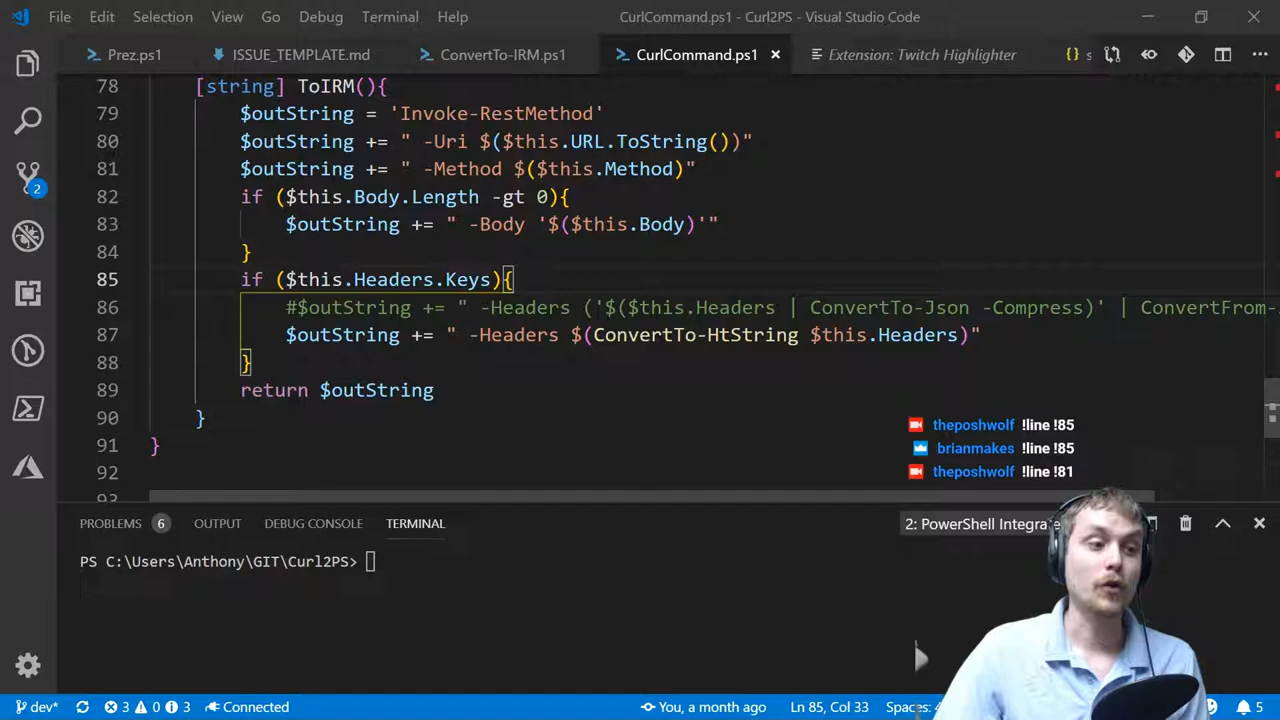 File Edit Selection View Go Debug Terminal Help CurlCommand.ps1 - Curl2PS - Visual Studio Code
Prez.ps1 ISSUE_TEMPLATE.md ConvertTo-IRM.ps1 CurlCommand.ps1 Extension: Twitch Highlighter {} s
78 [string] ToIRM(){
79 $outString = 'Invoke-RestMethod'
80 $outString += " -Uri $($this.URL.ToString())"
81 $outString += " -Method $($this.Method)"
82 if ($this.Body.Length -gt 0){
83 $outString += " -Body '$($this.Body)'"
84 }
85 if ($this.Headers.Keys){
86 #$outString += " -Headers ('$($this.Headers | ConvertTo-Json -Compress)' | ConvertFrom-
87 $outString += " -Headers $(ConvertTo-HtString $this.Headers)"
88 }
89 return $outString
90 }
91 }
92
93
theposhwolf !line !85
brianmakes !line !85
theposhwolf !line !81
2
PROBLEMS 6 OUTPUT DEBUG CONSOLE TERMINAL 2: PowerShell Integra
PS C:\Users\Anthony\GIT\Curl2PS>
dev* 3 0 3 Connected You, a month ago Ln 85, Col 33 Spaces: 5